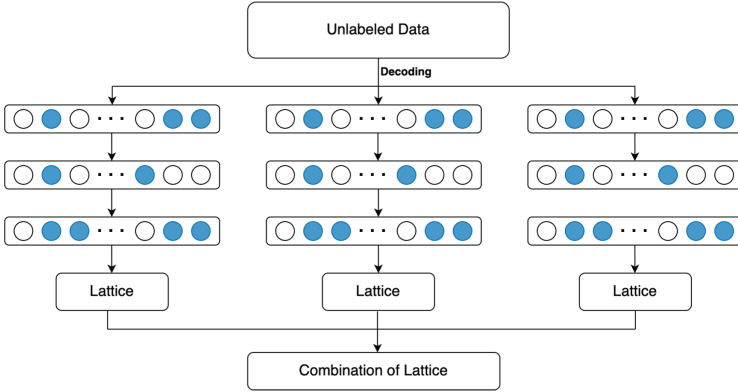 Unlabeled Data
Decoding
Lattice
Lattice
Lattice
Combination of Lattice